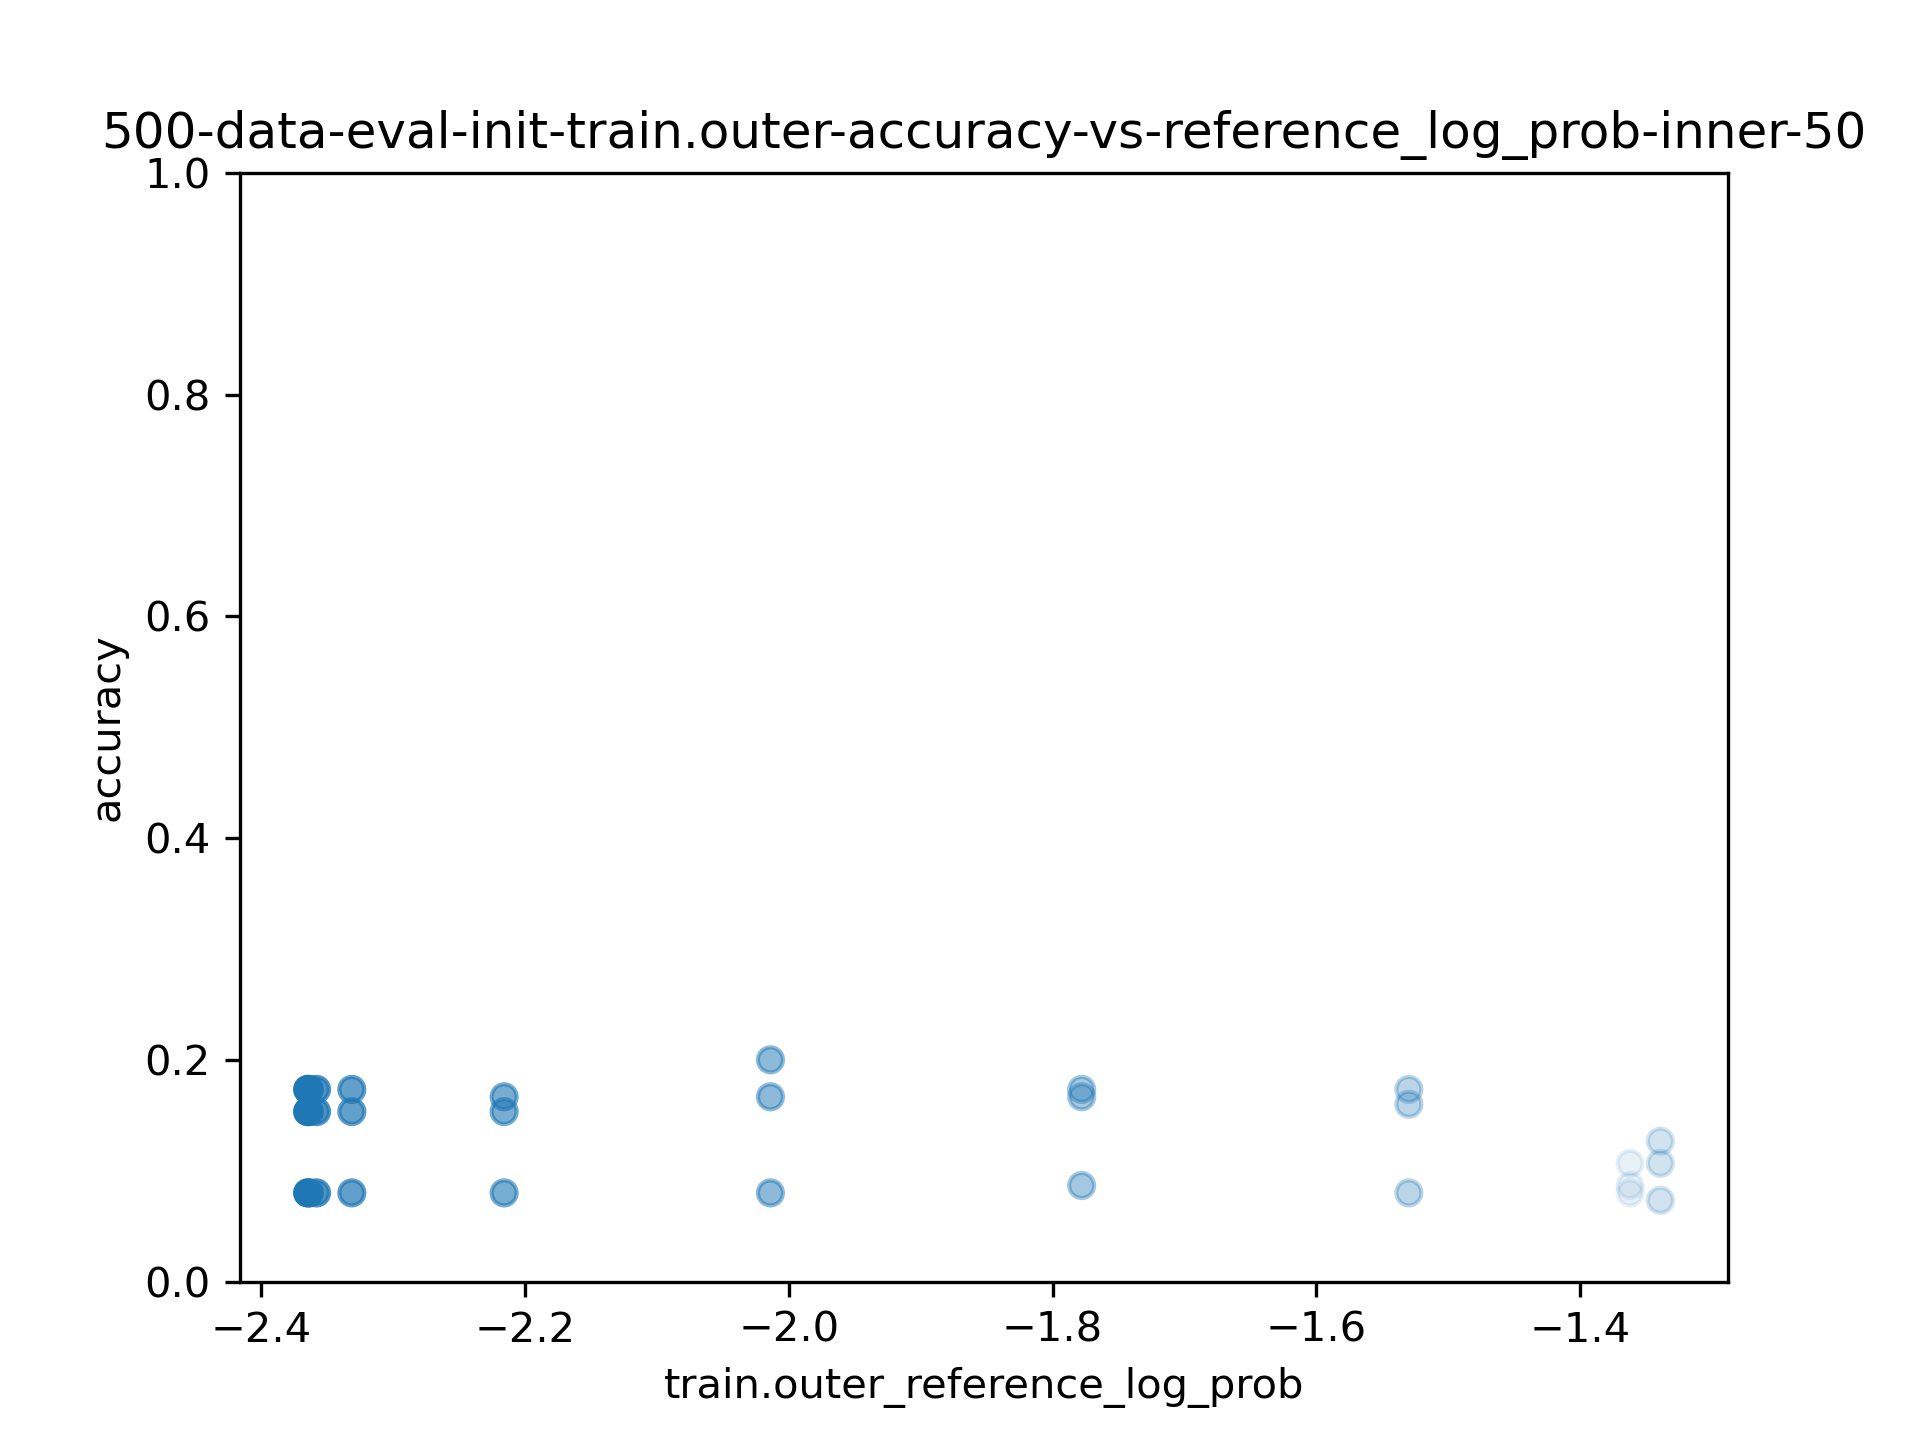 500-data-eval-init-train.outer-accuracy-vs-reference_log_prob-inner-50
1.0
0.8
0.6
0.4
0.2
0.0
accuracy
−2.4 −2.2 −2.0 −1.8 −1.6 −1.4
train.outer_reference_log_prob